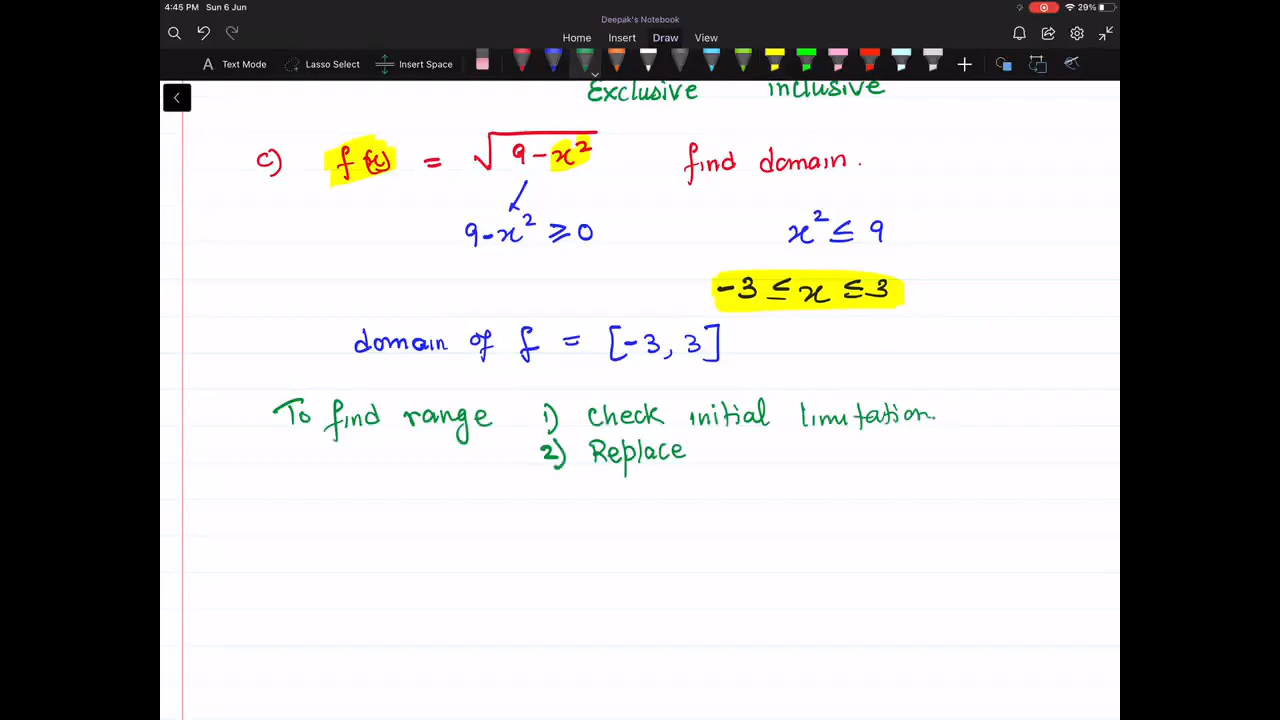 4:45 PM Sun 6 Jun
29%
Deepak's Notebook
Home Insert Draw View
Text Mode Lasso Select Insert Space
Exclusive inclusive
c) f(x) = √9-x² find domain.
9-x² ≥ 0 x² ≤ 9
-3 ≤ x ≤ 3
domain of f = [-3, 3]
To find range 1) check initial limitation.
2) Replace